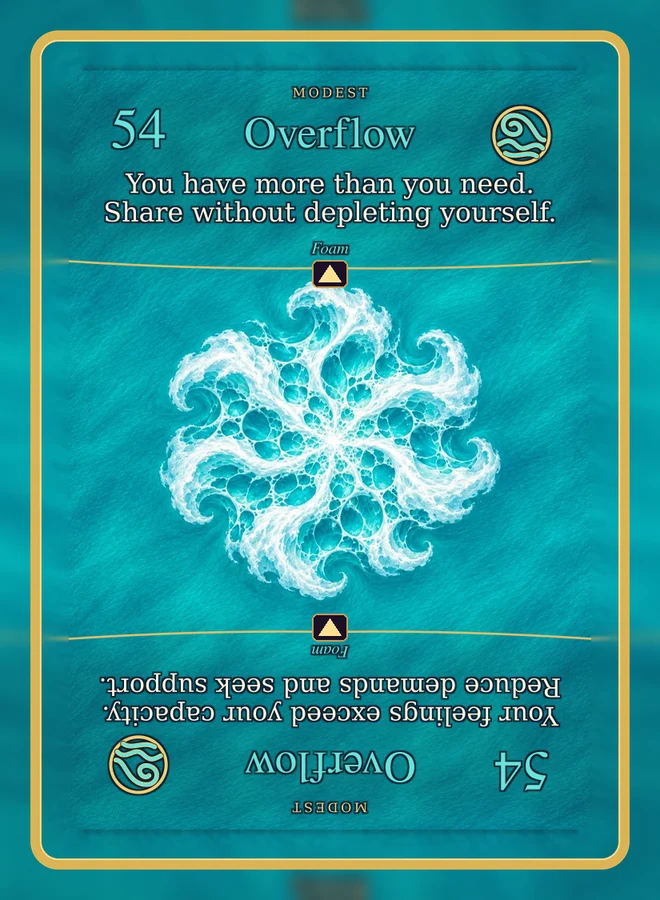 MODEST
54
Overflow
You have more than you need.
Share without depleting yourself.
Foam
Foam
Reduce demands and seek support.
Your feelings exceed your capacity.
54
Overflow
MODEST